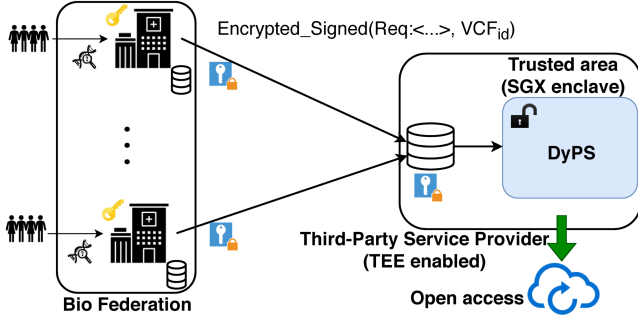 Encrypted_Signed(Req:<...>, VCF_id)
Trusted area
(SGX enclave)
DyPS
Third-Party Service Provider
(TEE enabled)
Open access
Bio Federation